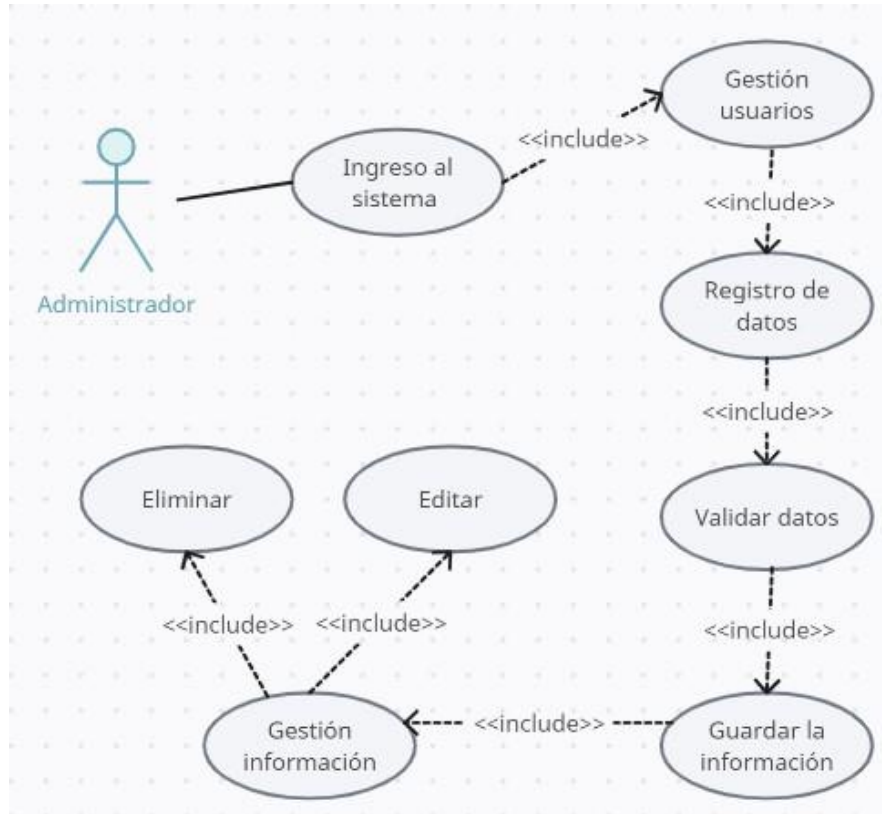 Gestión
usuarios
<<include>>
Ingreso al
sistema
<<include>>
Administrador
Registro de
datos
<<include>>
Eliminar
Editar
Validar datos
<<include>>
<<include>>
<<include>>
Gestión
información
<<include>>
Guardar la
información